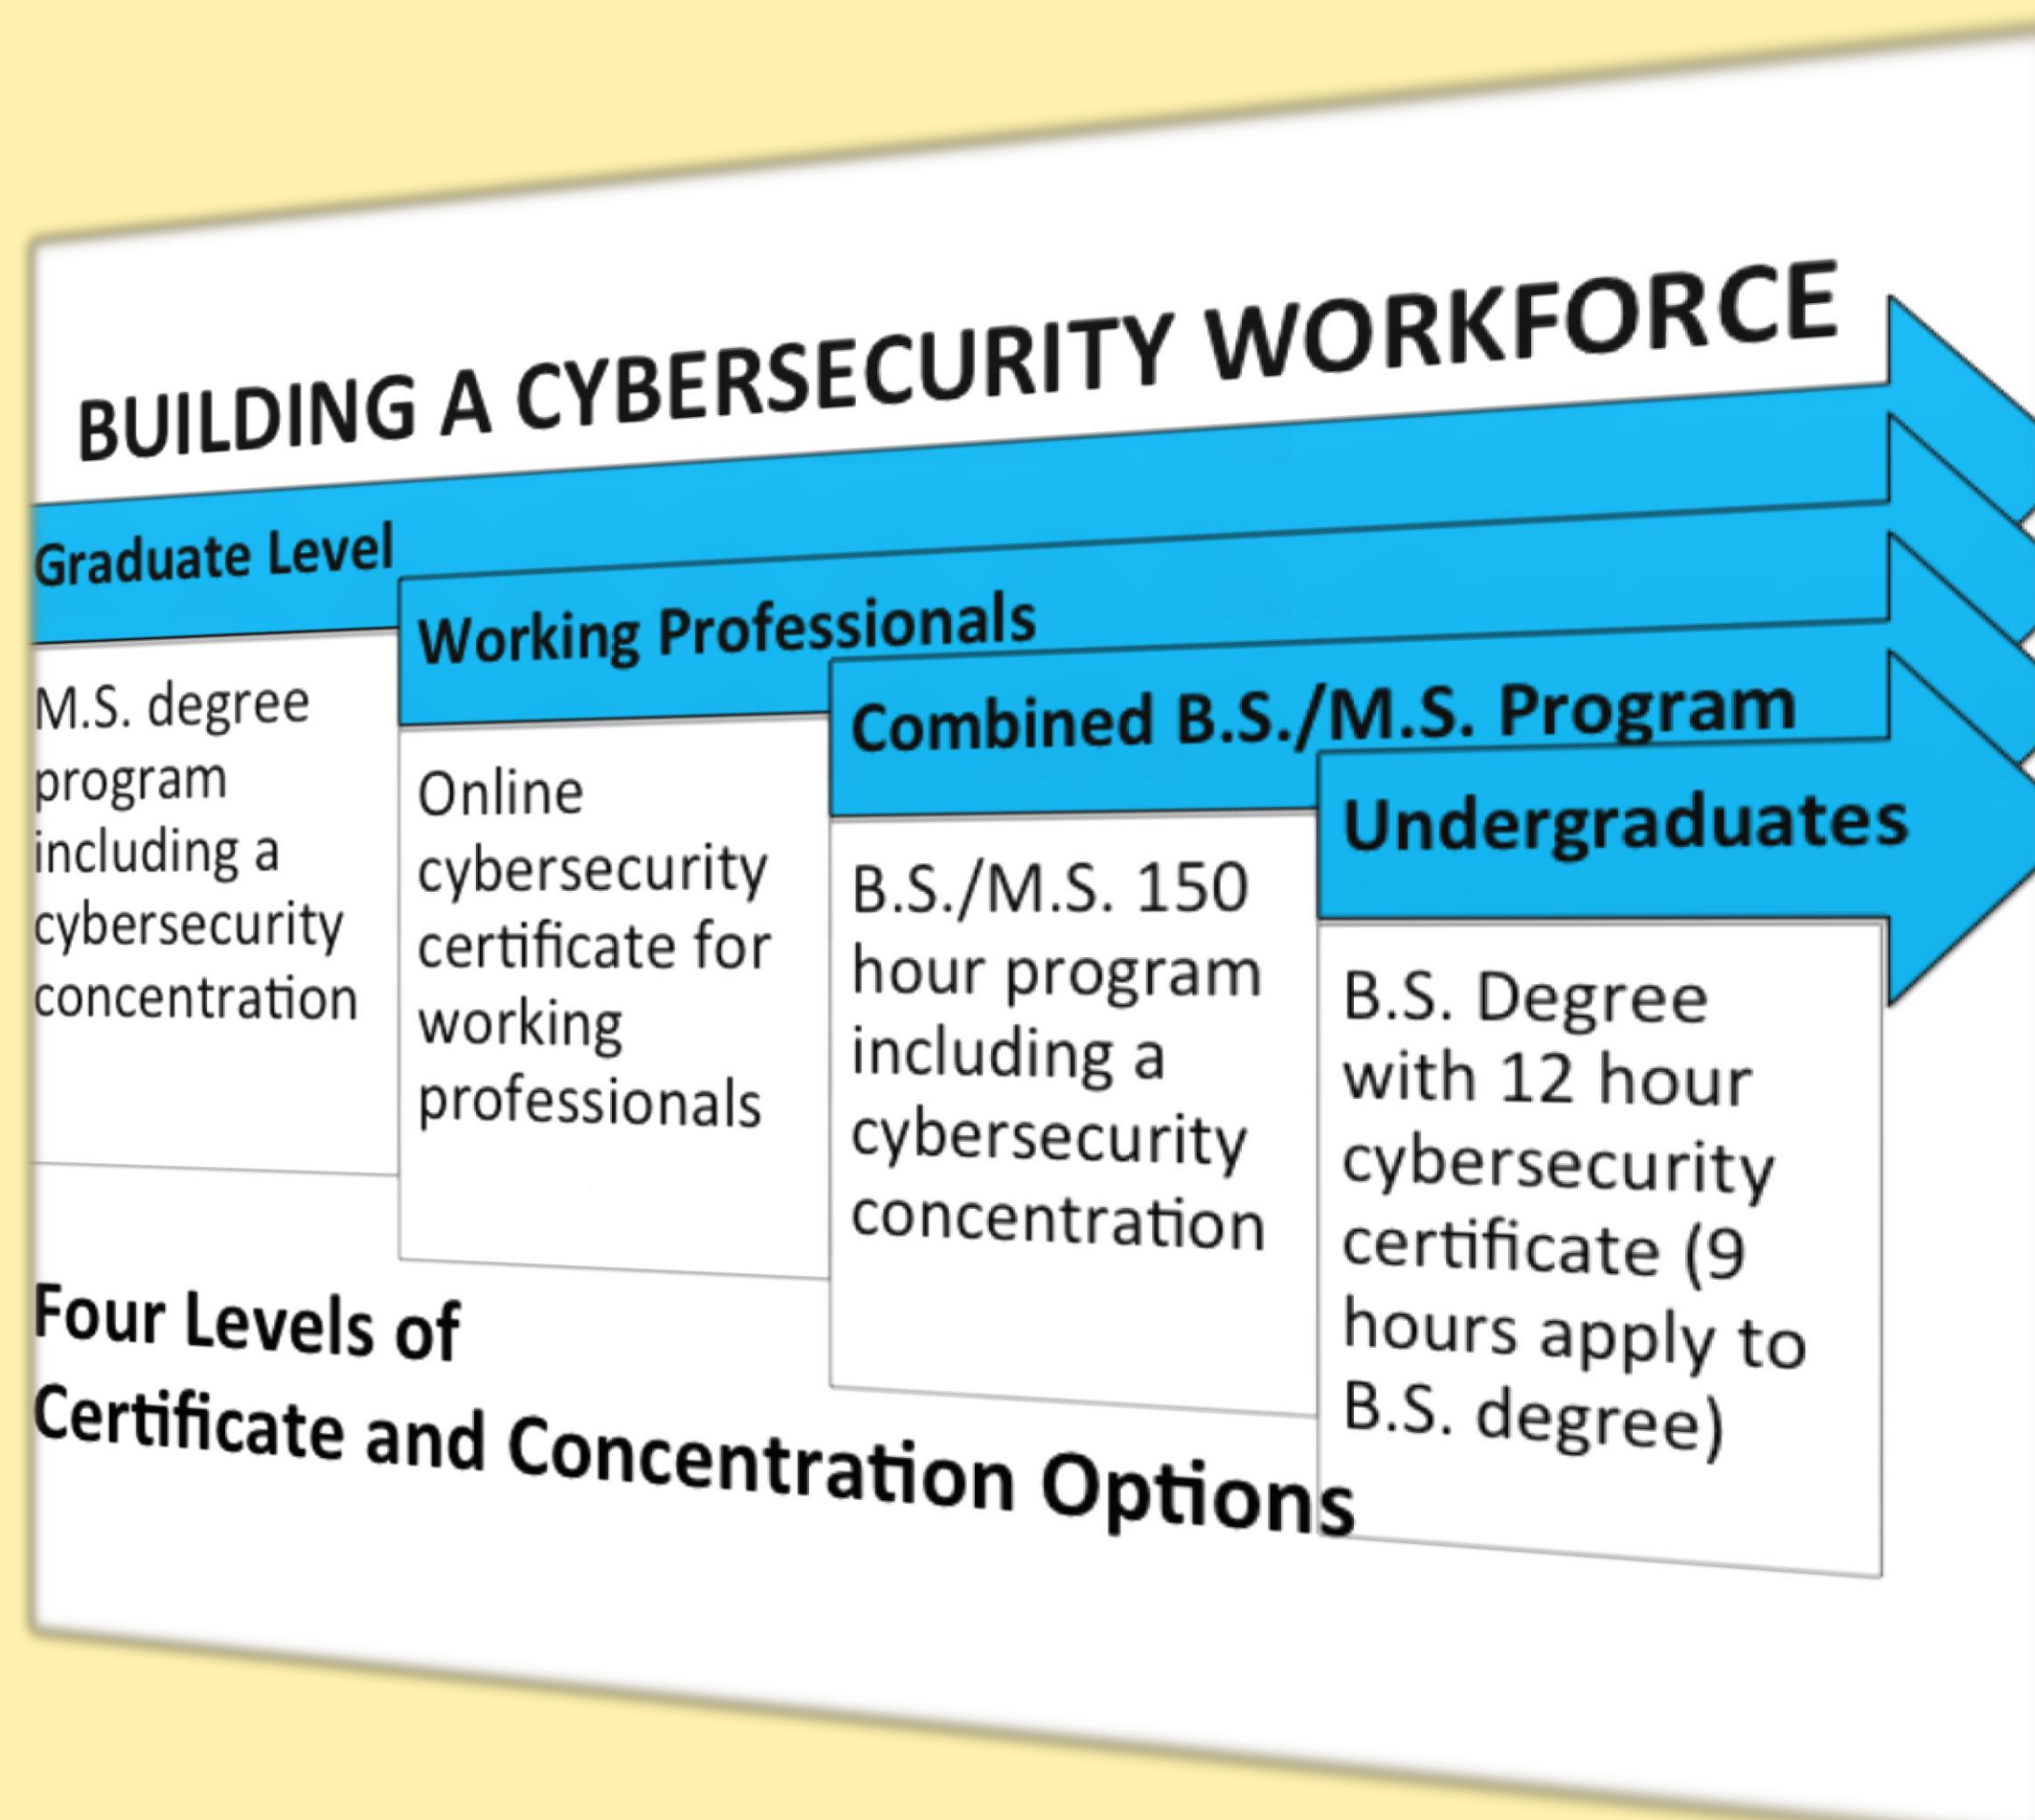 BUILDING A CYBERSECURITY WORKFORCE
Graduate Level
M.S. degree
program
including a
cybersecurity
concentration
Working Professionals
Online
cybersecurity
certificate for
working
professionals
Combined B.S./M.S. Program
B.S./M.S. 150
hour program
including a
cybersecurity
concentration
Undergraduates
B.S. Degree
with 12 hour
cybersecurity
certificate (9
hours apply to
B.S. degree)
Four Levels of
Certificate and Concentration Options